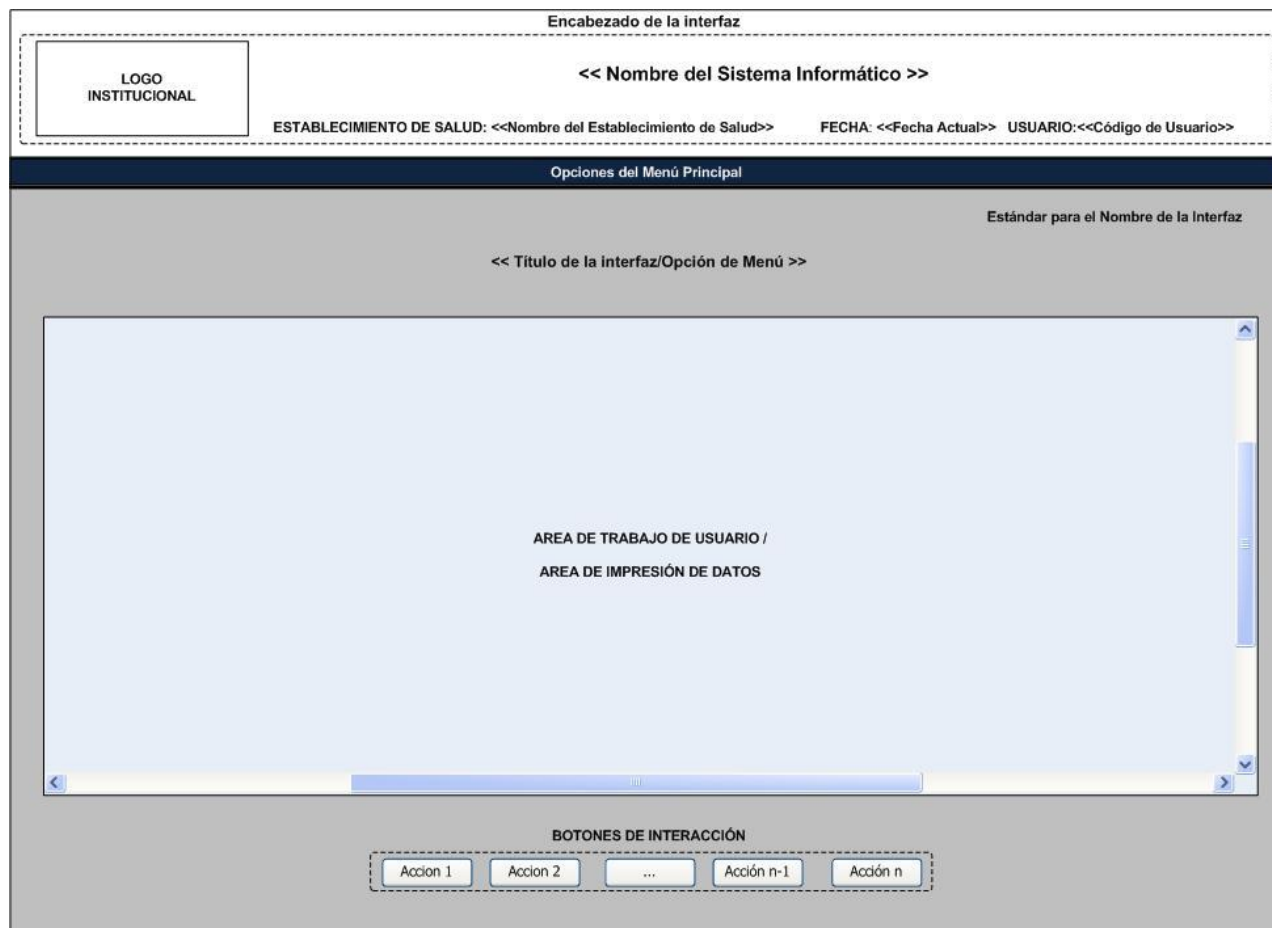 Encabezado de la interfaz
LOGO
INSTITUCIONAL
<< Nombre del Sistema Informático >>
ESTABLECIMIENTO DE SALUD: <<Nombre del Establecimiento de Salud>> FECHA: <<Fecha Actual>> USUARIO:<<Código de Usuario>>
Opciones del Menú Principal
Estándar para el Nombre de la Interfaz
<< Título de la interfaz/Opción de Menú >>
AREA DE TRABAJO DE USUARIO /
AREA DE IMPRESIÓN DE DATOS
BOTONES DE INTERACCIÓN
Accion 1 Accion 2 ... Acción n-1 Acción n